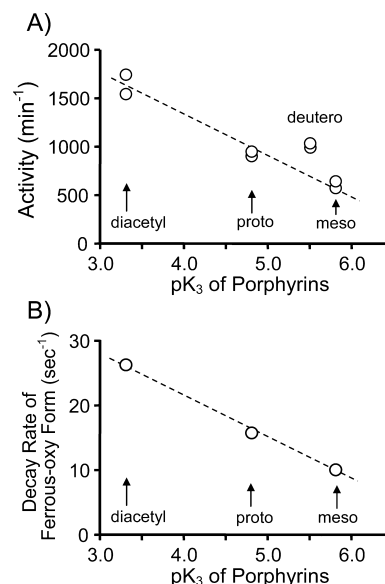 A)
2000
1500
1000
500
0
Activity (min⁻¹)
deutero
diacetyl
proto
meso
3.0
4.0
5.0
6.0
pK₃ of Porphyrins
B)
30
20
10
0
Decay Rate of
Ferrous-oxy Form (sec⁻¹)
diacetyl
proto
meso
3.0
4.0
5.0
6.0
pK₃ of Porphyrins